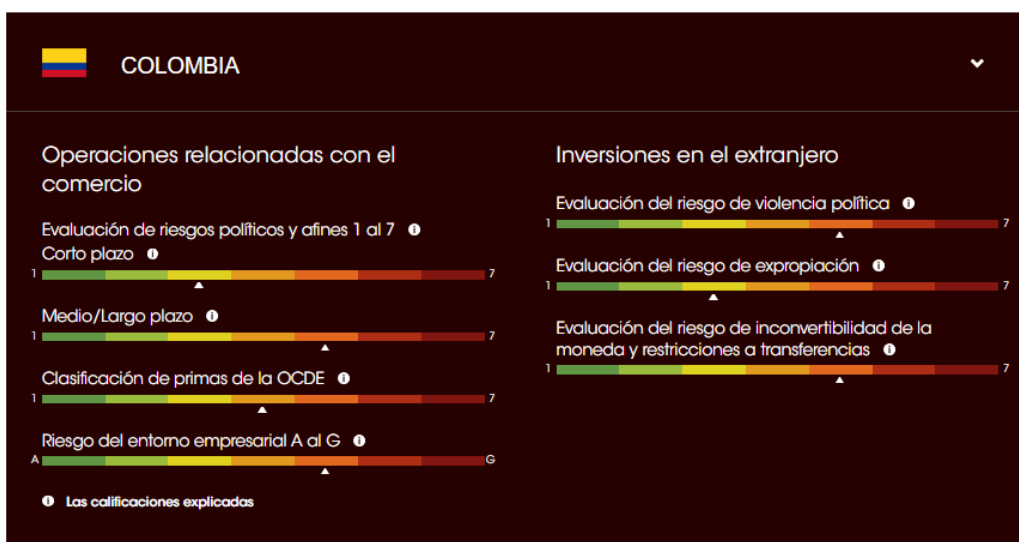 COLOMBIA
Operaciones relacionadas con el
comercio
Evaluación de riesgos políticos y afines 1 al 7
Corto plazo
1 7
Medio/Largo plazo
1 7
Clasificación de primas de la OCDE
1 7
Riesgo del entorno empresarial A al G
A G
Las calificaciones explicadas
Inversiones en el extranjero
Evaluación del riesgo de violencia política
1 7
Evaluación del riesgo de expropiación
1 7
Evaluación del riesgo de inconvertibilidad de la
moneda y restricciones a transferencias
1 7